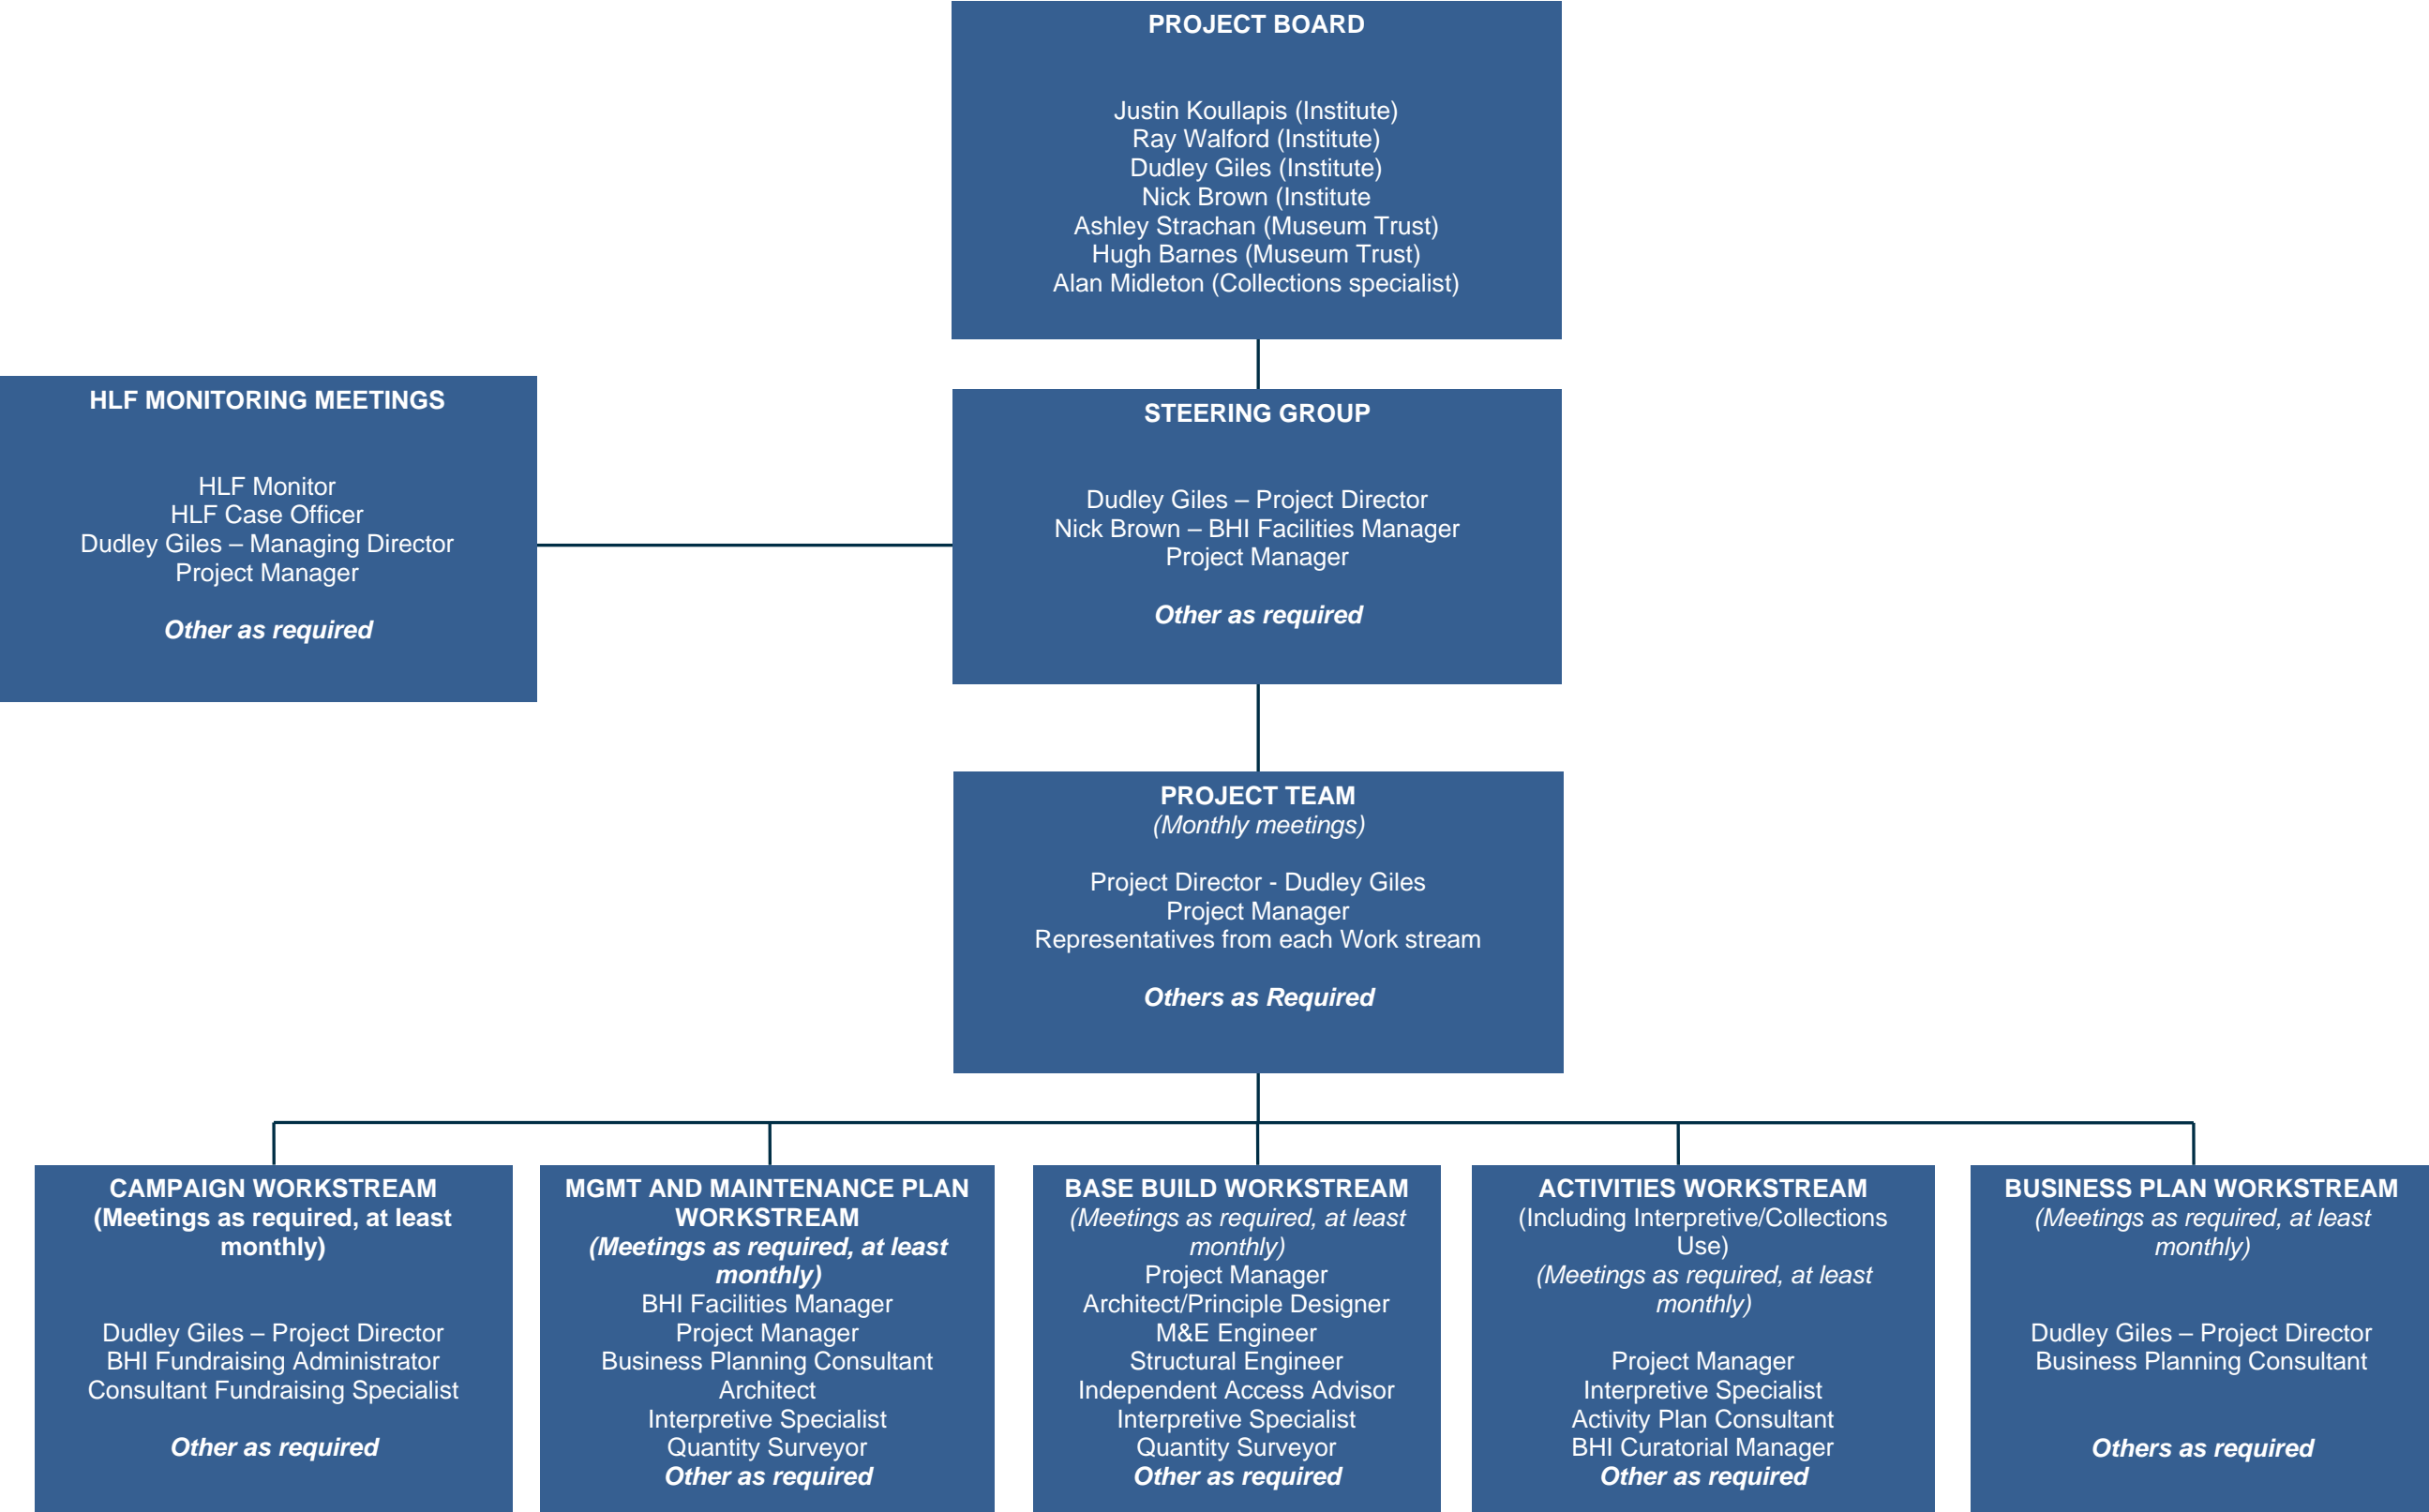 PROJECT BOARD
Justin Koullapis (Institute)
Ray Walford (Institute)
Dudley Giles (Institute)
Nick Brown (Institute
Ashley Strachan (Museum Trust)
Hugh Barnes (Museum Trust)
Alan Midleton (Collections specialist)
HLF MONITORING MEETINGS
HLF Monitor
HLF Case Officer
Dudley Giles – Managing Director
Project Manager
Other as required
STEERING GROUP
Dudley Giles – Project Director
Nick Brown – BHI Facilities Manager
Project Manager
Other as required
PROJECT TEAM
(Monthly meetings)
Project Director - Dudley Giles
Project Manager
Representatives from each Work stream
Others as Required
CAMPAIGN WORKSTREAM
(Meetings as required, at least
monthly)
Dudley Giles – Project Director
BHI Fundraising Administrator
Consultant Fundraising Specialist
Other as required
MGMT AND MAINTENANCE PLAN
WORKSTREAM
(Meetings as required, at least
monthly)
BHI Facilities Manager
Project Manager
Business Planning Consultant
Architect
Interpretive Specialist
Quantity Surveyor
Other as required
BASE BUILD WORKSTREAM
(Meetings as required, at least
monthly)
Project Manager
Architect/Principle Designer
M&E Engineer
Structural Engineer
Independent Access Advisor
Interpretive Specialist
Quantity Surveyor
Other as required
ACTIVITIES WORKSTREAM
(Including Interpretive/Collections
Use)
(Meetings as required, at least
monthly)
Project Manager
Interpretive Specialist
Activity Plan Consultant
BHI Curatorial Manager
Other as required
BUSINESS PLAN WORKSTREAM
(Meetings as required, at least
monthly)
Dudley Giles – Project Director
Business Planning Consultant
Others as required